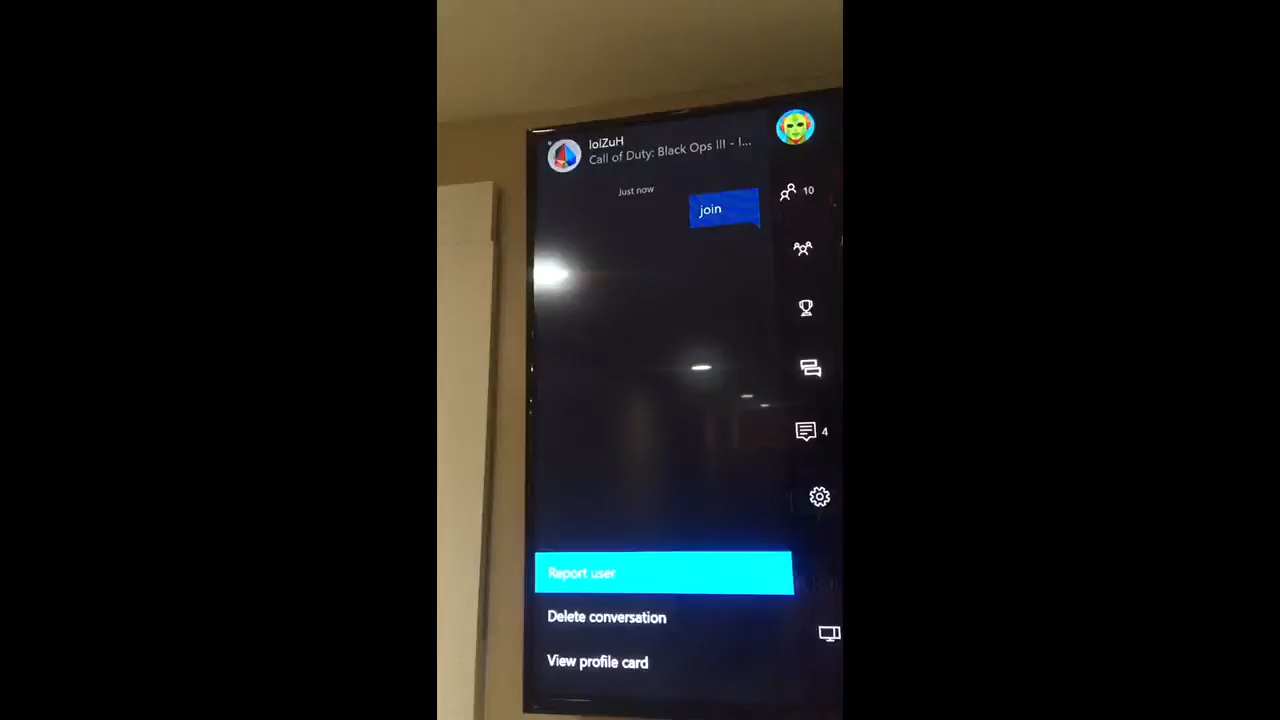 lolZuH
Call of Duty: Black Ops III - I...
Just now
join
10
4
Report user
Delete conversation
View profile card